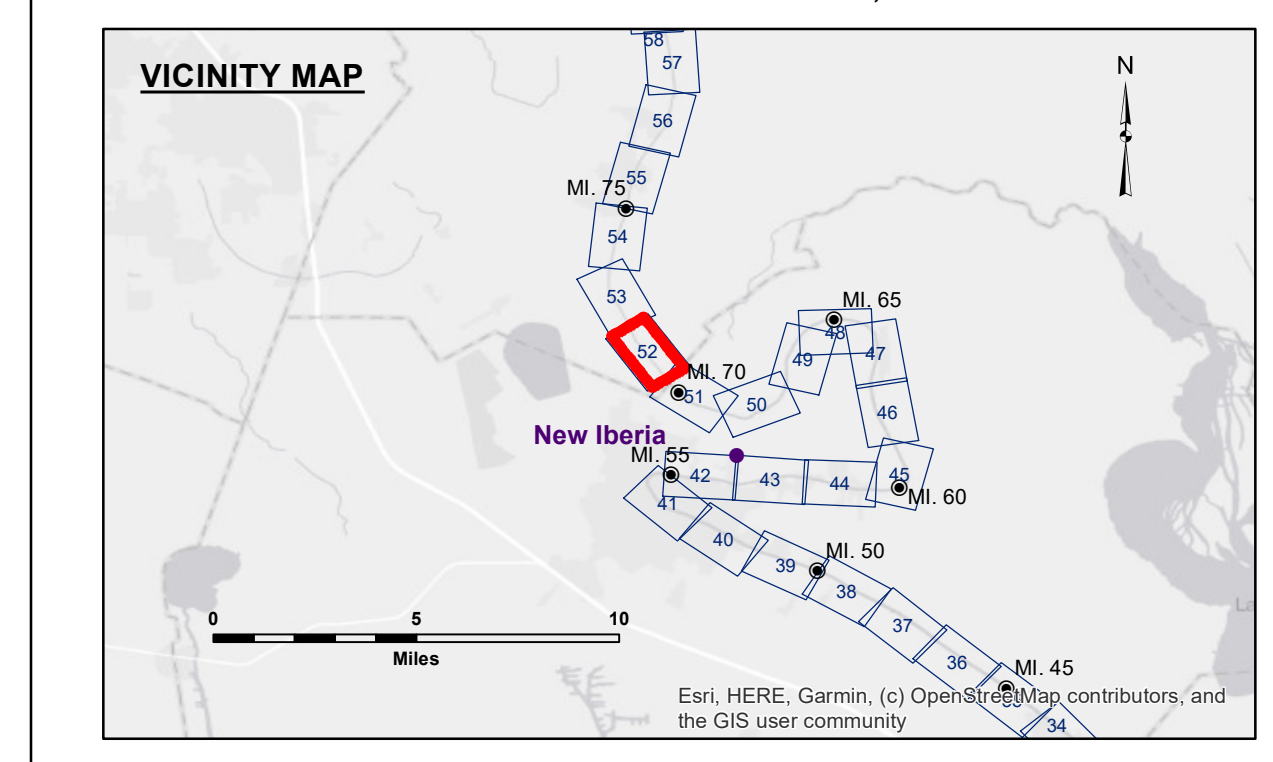 58
57
VICINITY MAP
N
56
55
MI. 75
54
53
MI. 65
48
52
49
47
MI. 70
51
50
46
New Iberia
MI. 55
42
43
44
45
MI. 60
41
40
MI. 50
39
38
37
0 5 10
Miles
36
MI. 45
La
Esri, HERE, Garmin, (c) OpenStreetMap contributors, and
the GIS user community
34